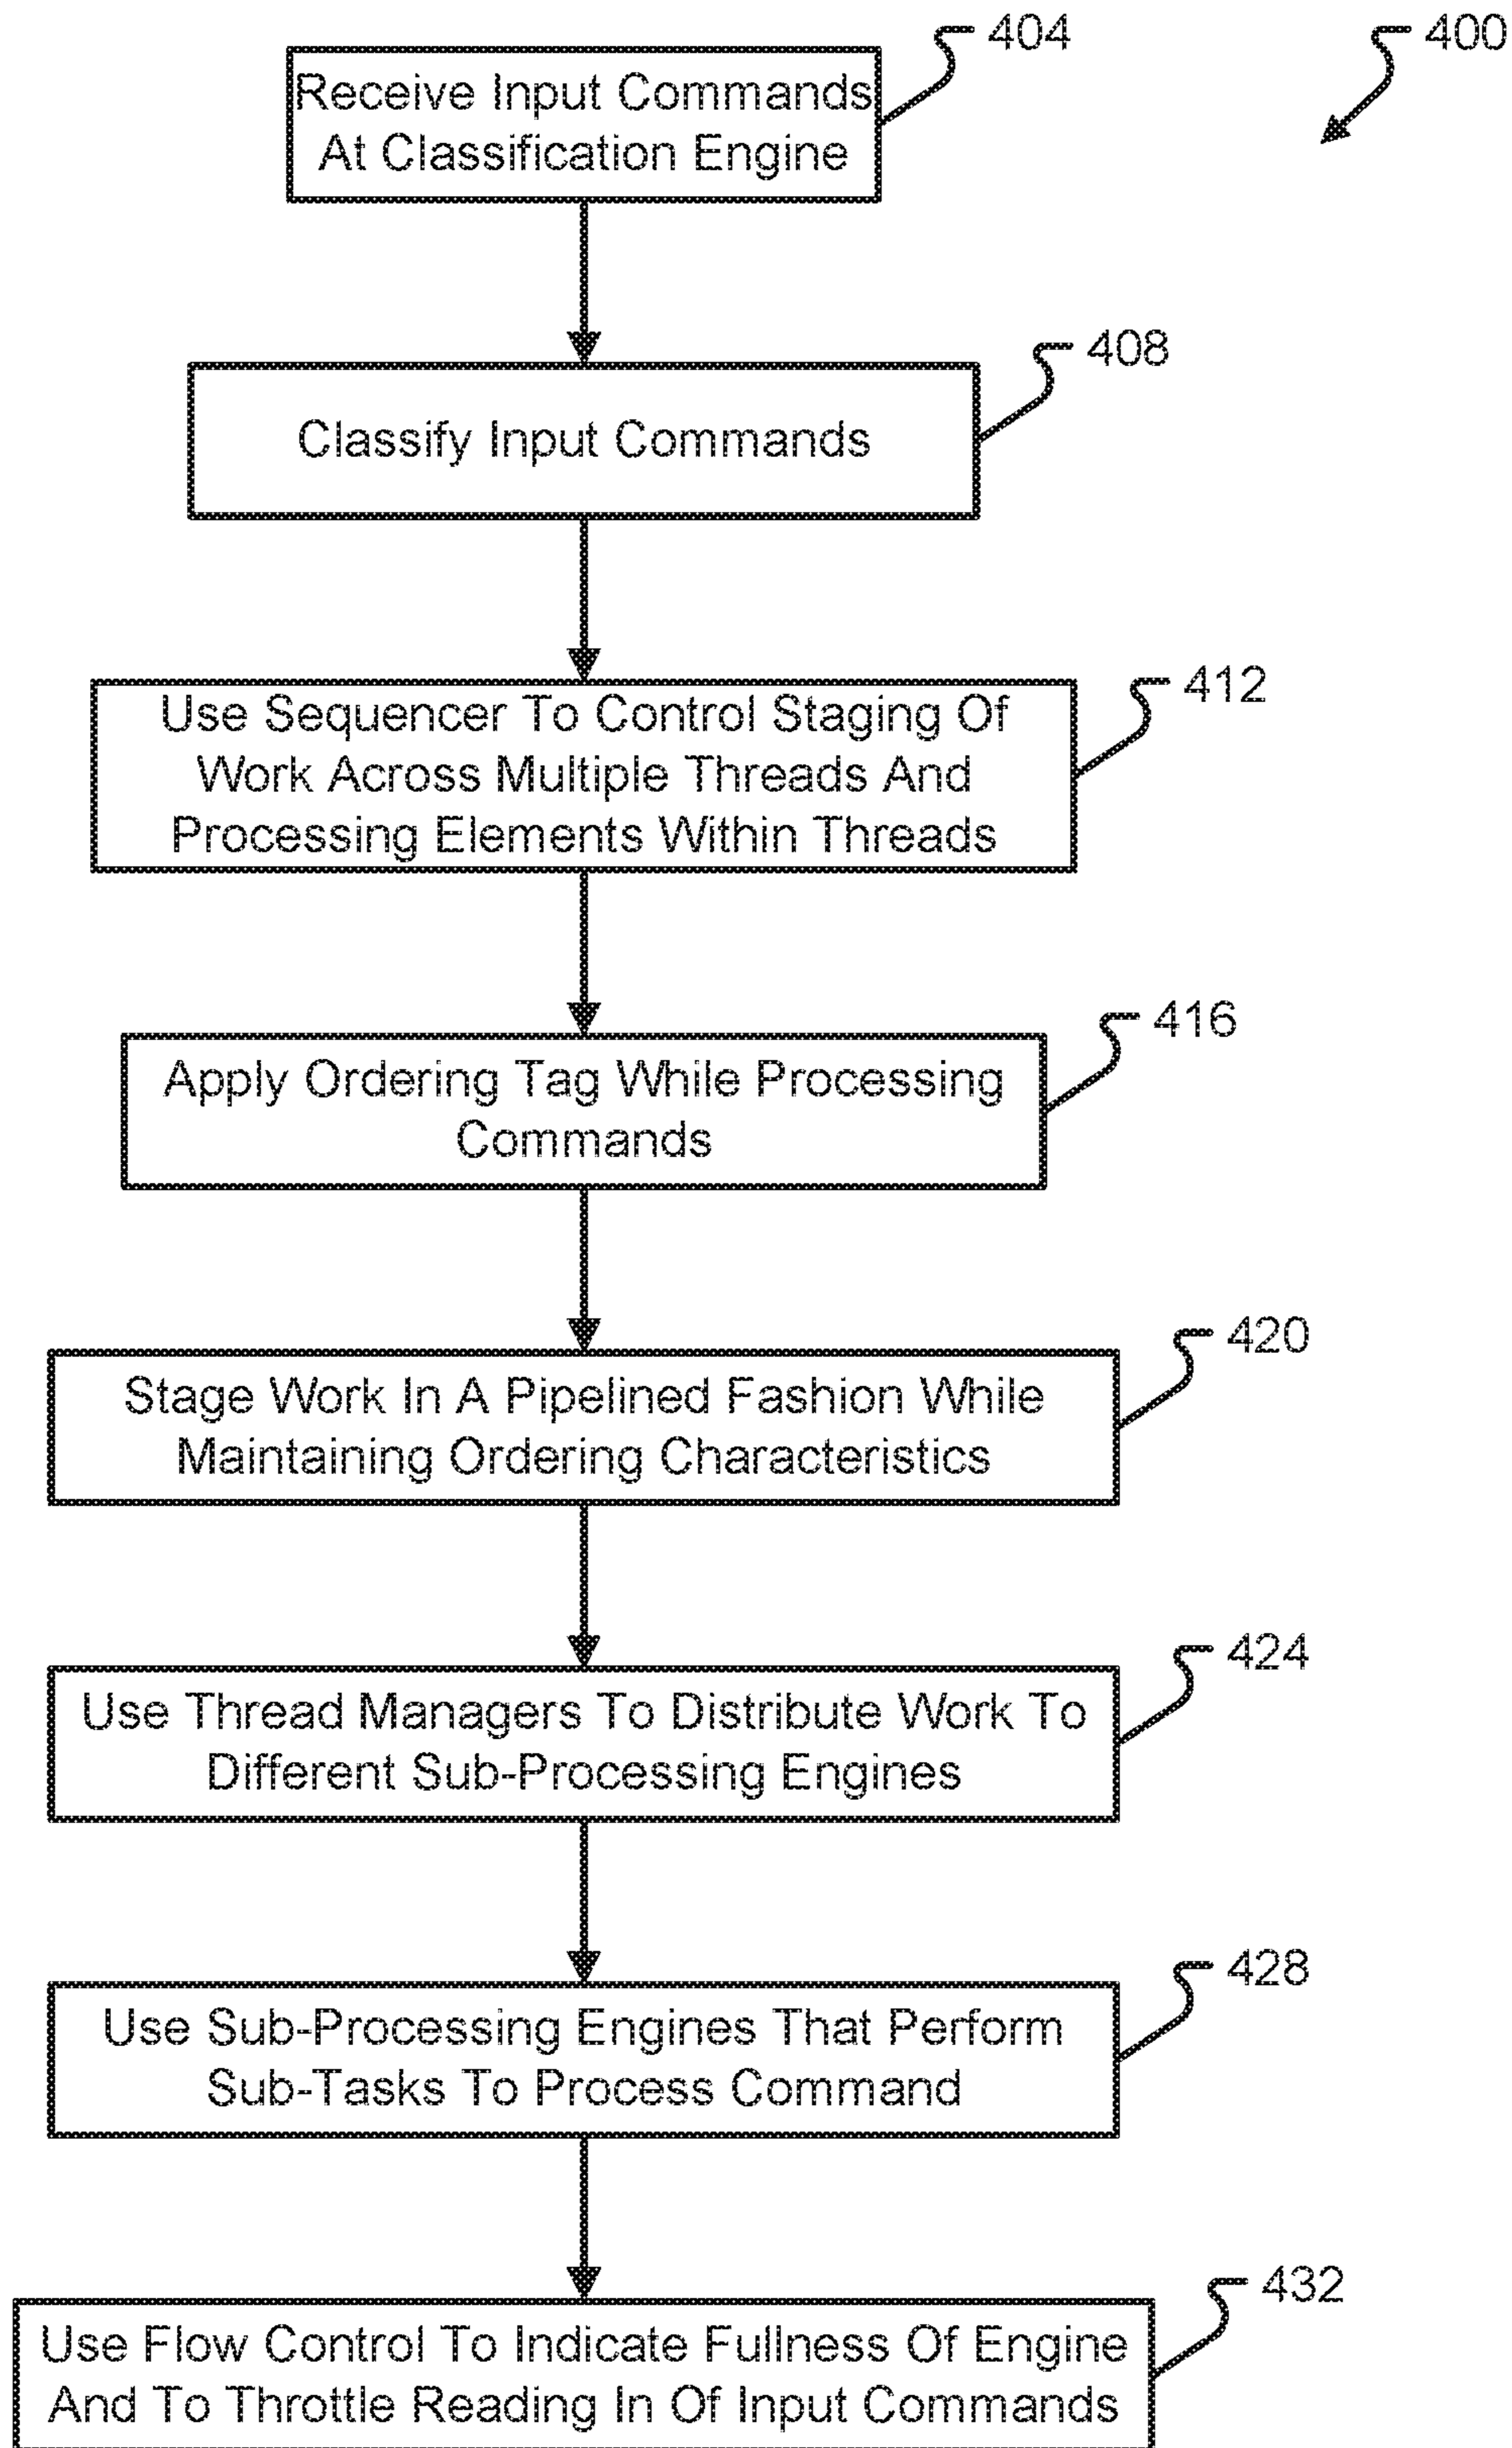 404
400
Receive Input Commands
At Classification Engine
408
Classify Input Commands
412
Use Sequencer To Control Staging Of
Work Across Multiple Threads And
Processing Elements Within Threads
416
Apply Ordering Tag While Processing
Commands
420
Stage Work In A Pipelined Fashion While
Maintaining Ordering Characteristics
424
Use Thread Managers To Distribute Work To
Different Sub-Processing Engines
428
Use Sub-Processing Engines That Perform
Sub-Tasks To Process Command
432
Use Flow Control To Indicate Fullness Of Engine
And To Throttle Reading In Of Input Commands